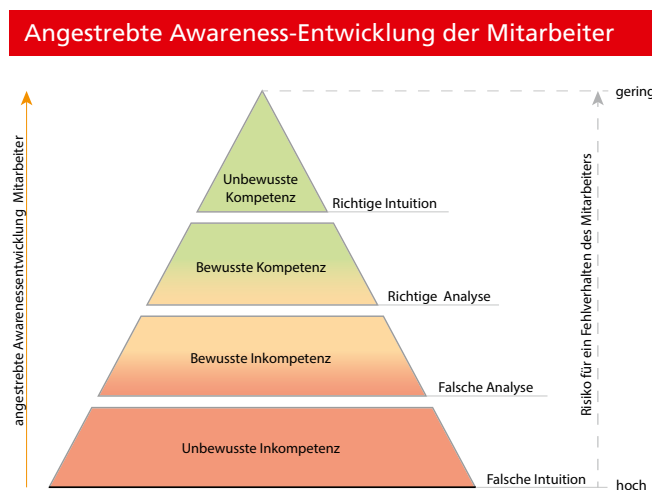 Angestrebte Awareness-Entwicklung der Mitarbeiter
gering
angestrebte Awarenessentwicklung Mitarbeiter
Risiko für ein Fehlverhalten des Mitarbeiters
Unbewusste
Kompetenz
Richtige Intuition
Bewusste Kompetenz
Richtige Analyse
Bewusste Inkompetenz
Falsche Analyse
Unbewusste Inkompetenz
Falsche Intuition
hoch